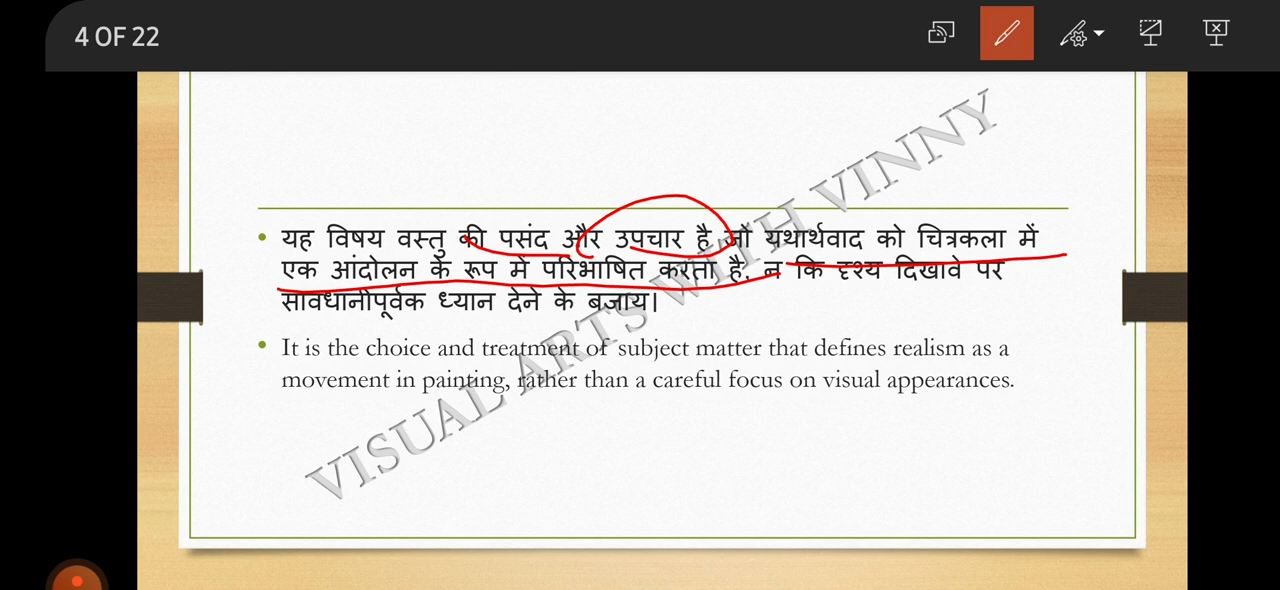 4 OF 22
यह विषय वस्तु की पसंद और उपचार है जो यथार्थवाद को चित्रकला में
एक आंदोलन के रूप में परिभाषित करता है, न कि दृश्य दिखावे पर
सावधानीपूर्वक ध्यान देने के बजाय।
It is the choice and treatment of subject matter that defines realism as a
movement in painting, rather than a careful focus on visual appearances.
VISUAL ARTS WITH VINNY